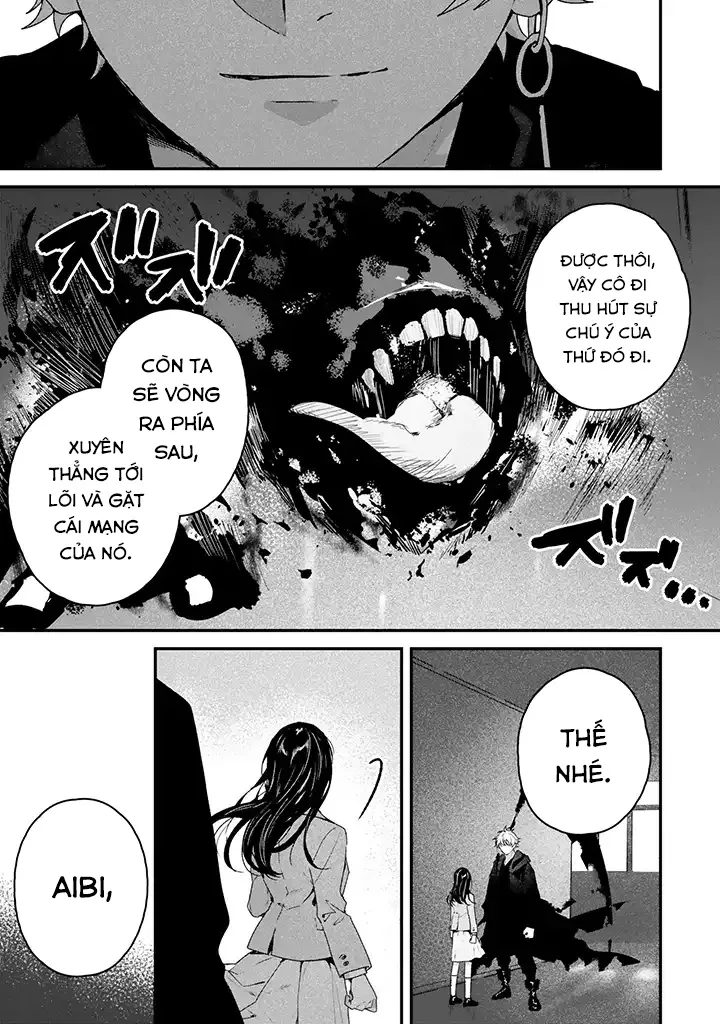 ĐƯỢC THÔI,
VẬY CÔ ĐI
THU HÚT SỰ
CHÚ Ý CỦA
THỨ ĐÓ ĐI.
CÒN TA
SẼ VÒNG
RA PHÍA
SAU,
XUYÊN
THẲNG TỚI
LÕI VÀ GẶT
CÁI MẠNG
CỦA NÓ.
ズズ
ズズ...
THẾ
NHÉ.
AIBI,